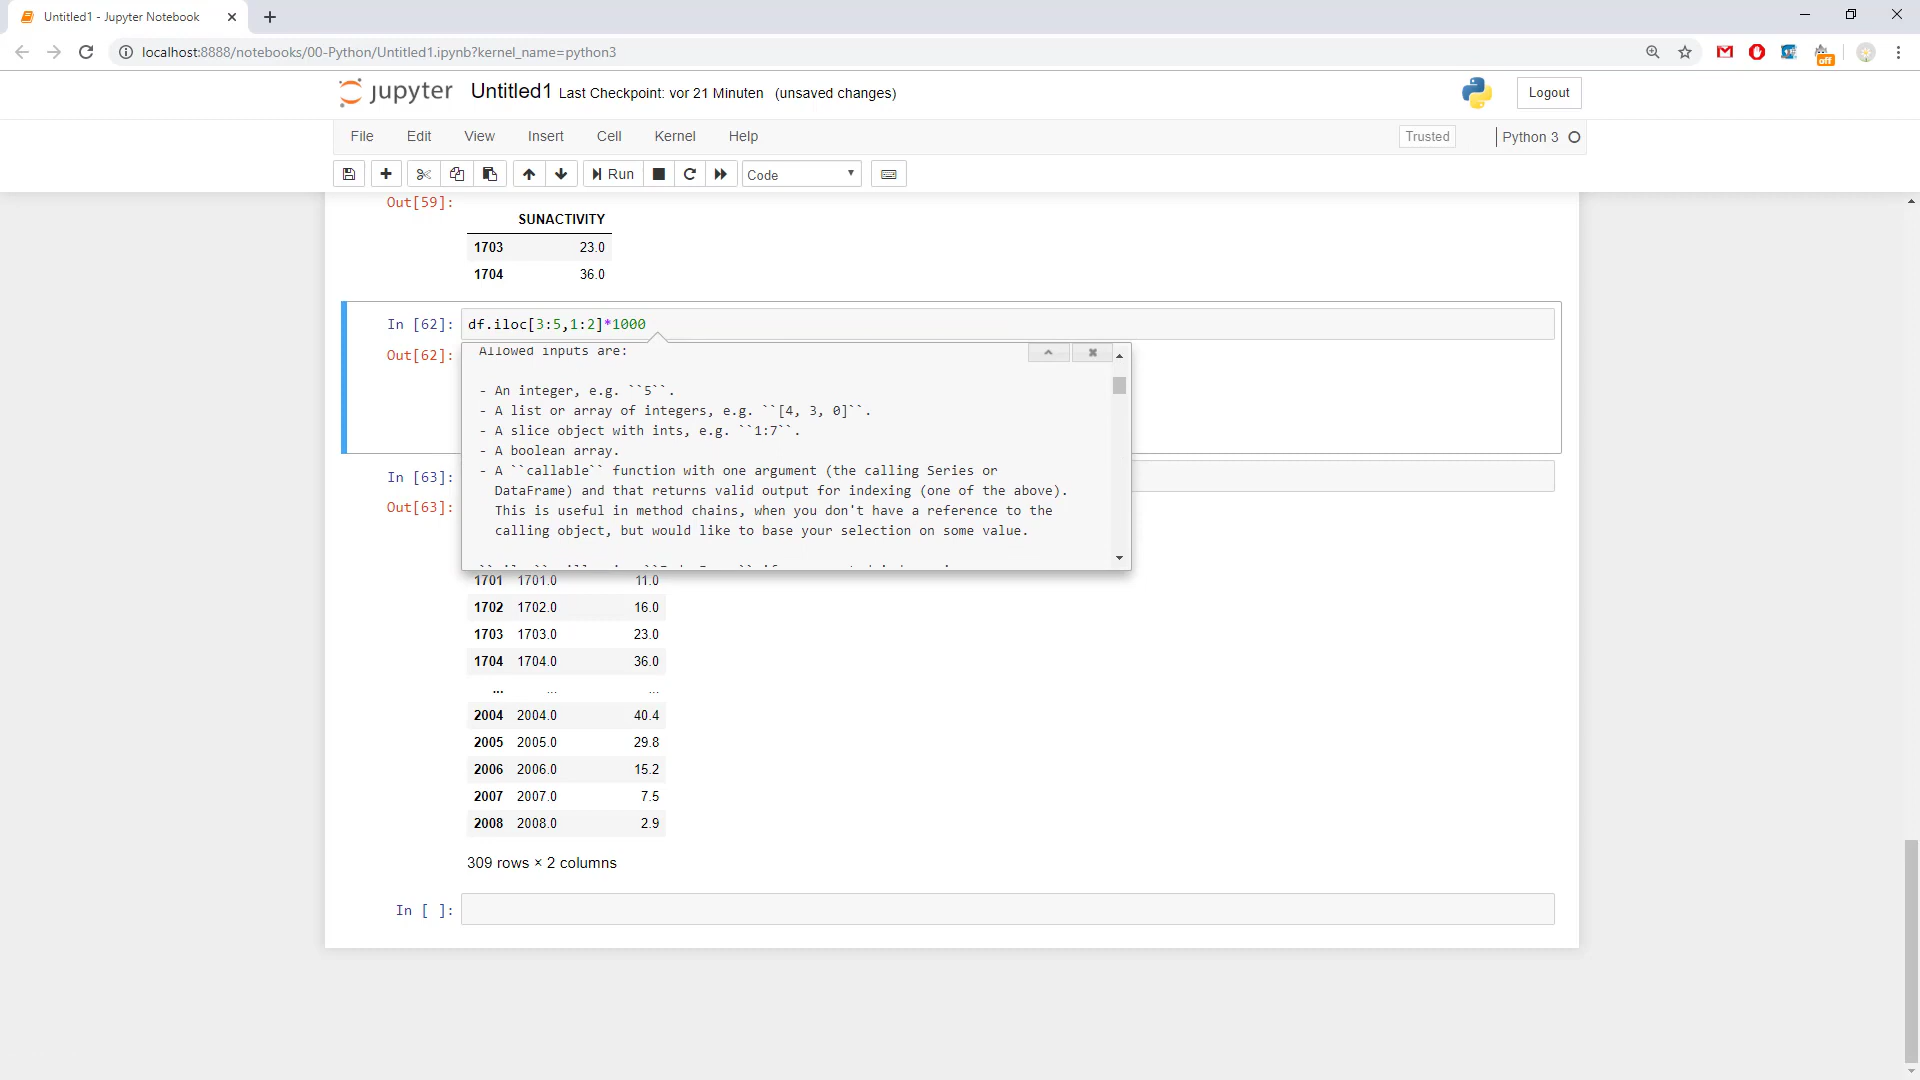 Untitled1 - Jupyter Notebook
localhost:8888/notebooks/00-Python/Untitled1.ipynb?kernel_name=python3
off
jupyter Untitled1 Last Checkpoint: vor 21 Minuten (unsaved changes)
Logout
File Edit View Insert Cell Kernel Help
Trusted
Python 3
Run
Code
Out[59]:
SUNACTIVITY
1703 23.0
1704 36.0
In [62]: df.iloc[3:5,1:2]*1000
Out[62]:
Allowed inputs are:
- An integer, e.g. ``5``.
- A list or array of integers, e.g. ``[4, 3, 0]``.
- A slice object with ints, e.g. ``1:7``.
- A boolean array.
- A ``callable`` function with one argument (the calling Series or
DataFrame) and that returns valid output for indexing (one of the above).
This is useful in method chains, when you don't have a reference to the
calling object, but would like to base your selection on some value.
In [63]:
Out[63]:
1701 1701.0 11.0
1702 1702.0 16.0
1703 1703.0 23.0
1704 1704.0 36.0
... ... ...
2004 2004.0 40.4
2005 2005.0 29.8
2006 2006.0 15.2
2007 2007.0 7.5
2008 2008.0 2.9
309 rows × 2 columns
In [ ]: